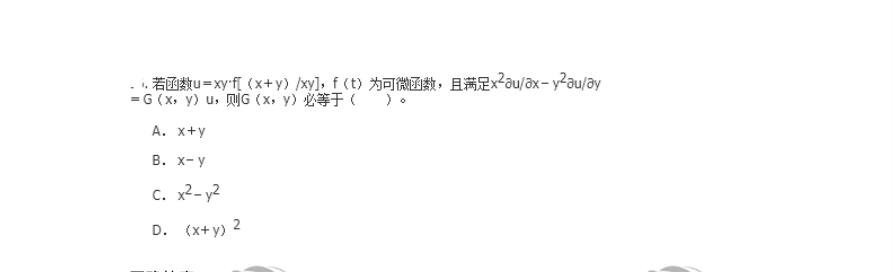 若函数u=xy·f[（x+y）/xy]，f（t）为可微函数，且满足x²∂u/∂x-y²∂u/∂y
=G（x，y）u，则G（x，y）必等于（　　）。
A. x+y
B. x-y
C. x²-y²
D. （x+y）²